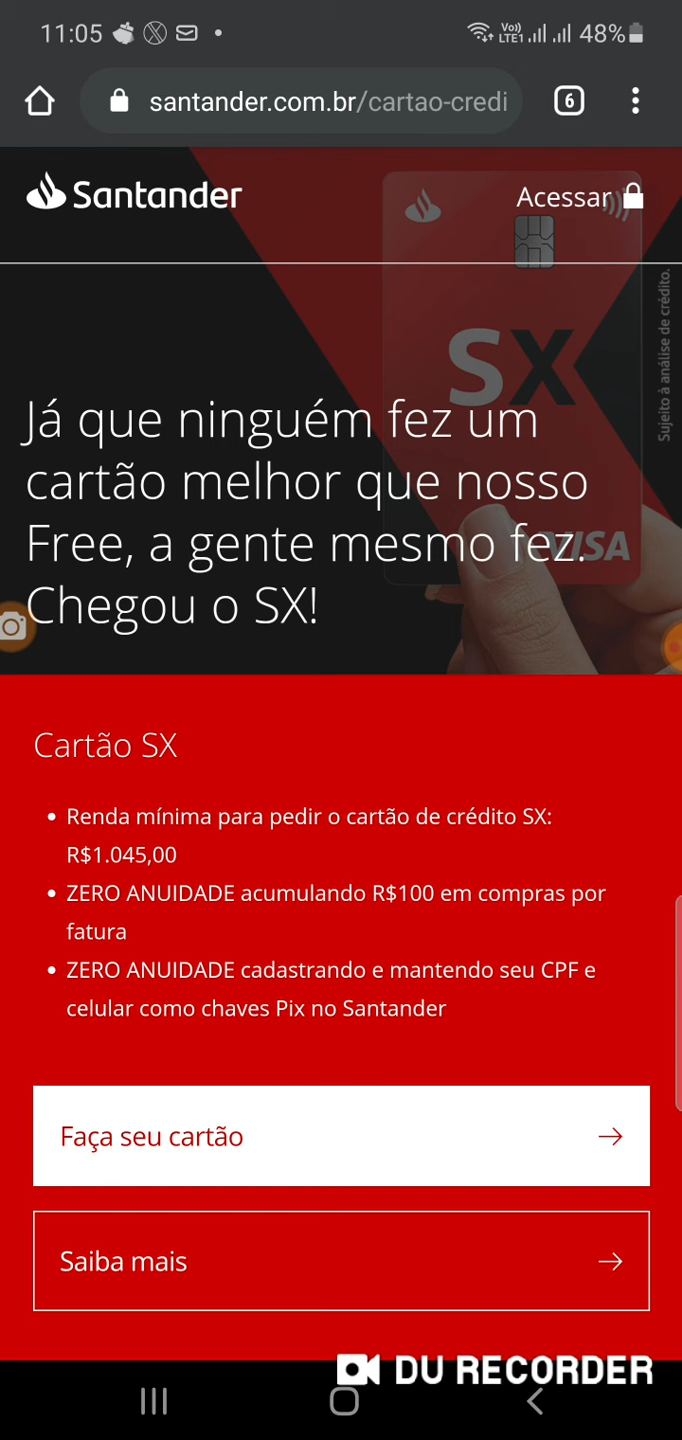 11:05
Vo)) LTE1 48%
santander.com.br/cartao-credi
6
Santander
Acessar
SX
Sujeito à análise de crédito.
Já que ninguém fez um
cartão melhor que nosso
Free, a gente mesmo fez.
VISA
Chegou o SX!
Cartão SX
• Renda mínima para pedir o cartão de crédito SX:
R$1.045,00
• ZERO ANUIDADE acumulando R$100 em compras por
fatura
• ZERO ANUIDADE cadastrando e mantendo seu CPF e
celular como chaves Pix no Santander
Faça seu cartão
Saiba mais
DU RECORDER